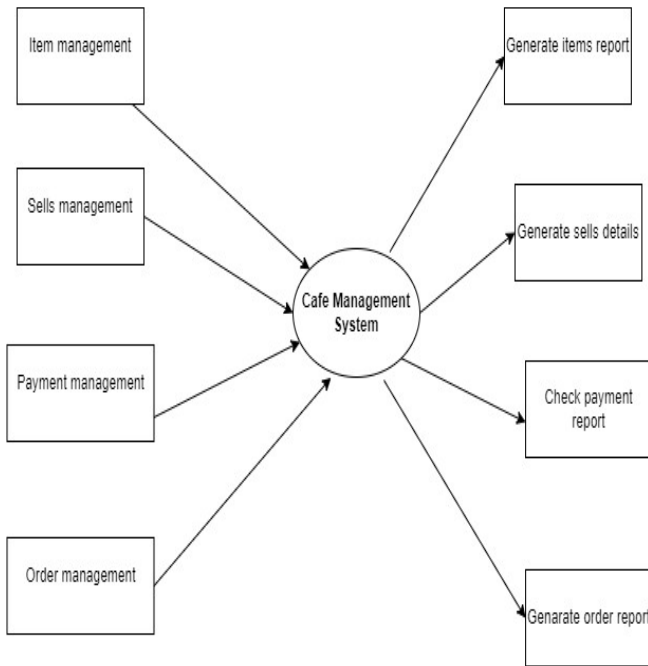 Item management
Generate items report
Sells management
Generate sells details
Cafe Management
System
Payment management
Check payment
report
Order management
Genarate order report